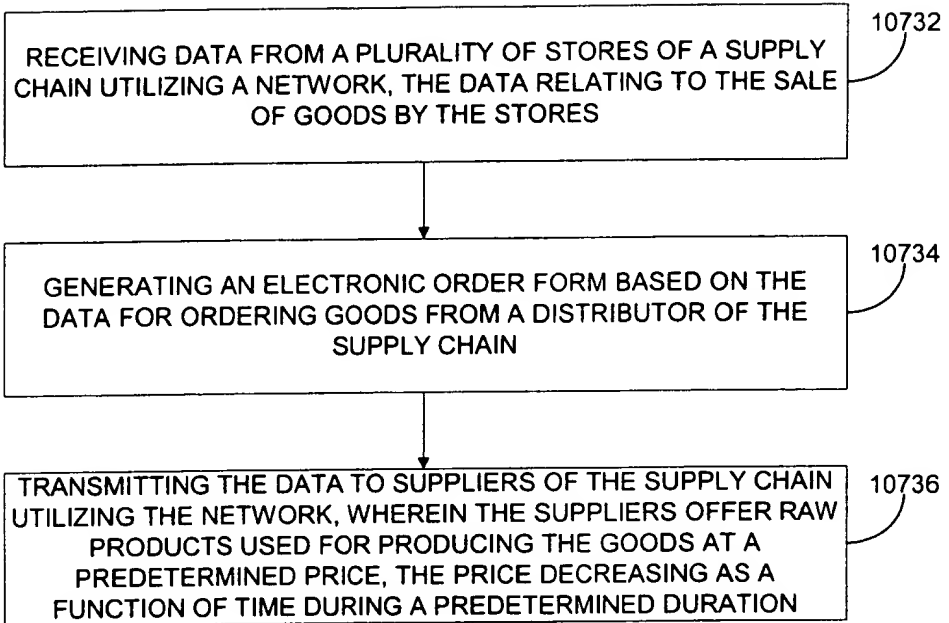 RECEIVING DATA FROM A PLURALITY OF STORES OF A SUPPLY
CHAIN UTILIZING A NETWORK, THE DATA RELATING TO THE SALE
OF GOODS BY THE STORES
10732
GENERATING AN ELECTRONIC ORDER FORM BASED ON THE
DATA FOR ORDERING GOODS FROM A DISTRIBUTOR OF THE
SUPPLY CHAIN
10734
TRANSMITTING THE DATA TO SUPPLIERS OF THE SUPPLY CHAIN
UTILIZING THE NETWORK, WHEREIN THE SUPPLIERS OFFER RAW
PRODUCTS USED FOR PRODUCING THE GOODS AT A
PREDETERMINED PRICE, THE PRICE DECREASING AS A
FUNCTION OF TIME DURING A PREDETERMINED DURATION
10736